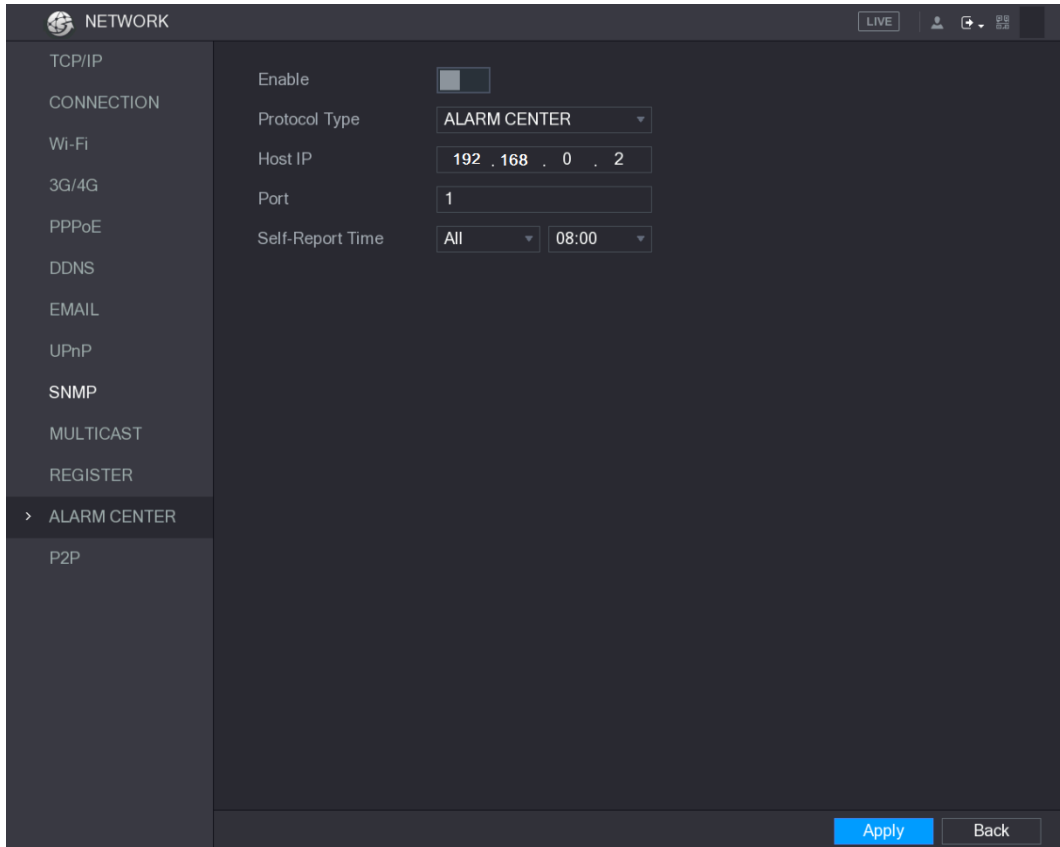 NETWORK
LIVE
TCP/IP
CONNECTION
Wi-Fi
3G/4G
PPPoE
DDNS
EMAIL
UPnP
SNMP
MULTICAST
REGISTER
ALARM CENTER
P2P
Enable
Protocol Type ALARM CENTER
Host IP 192 . 168 . 0 . 2
Port 1
Self-Report Time All 08:00
Apply Back